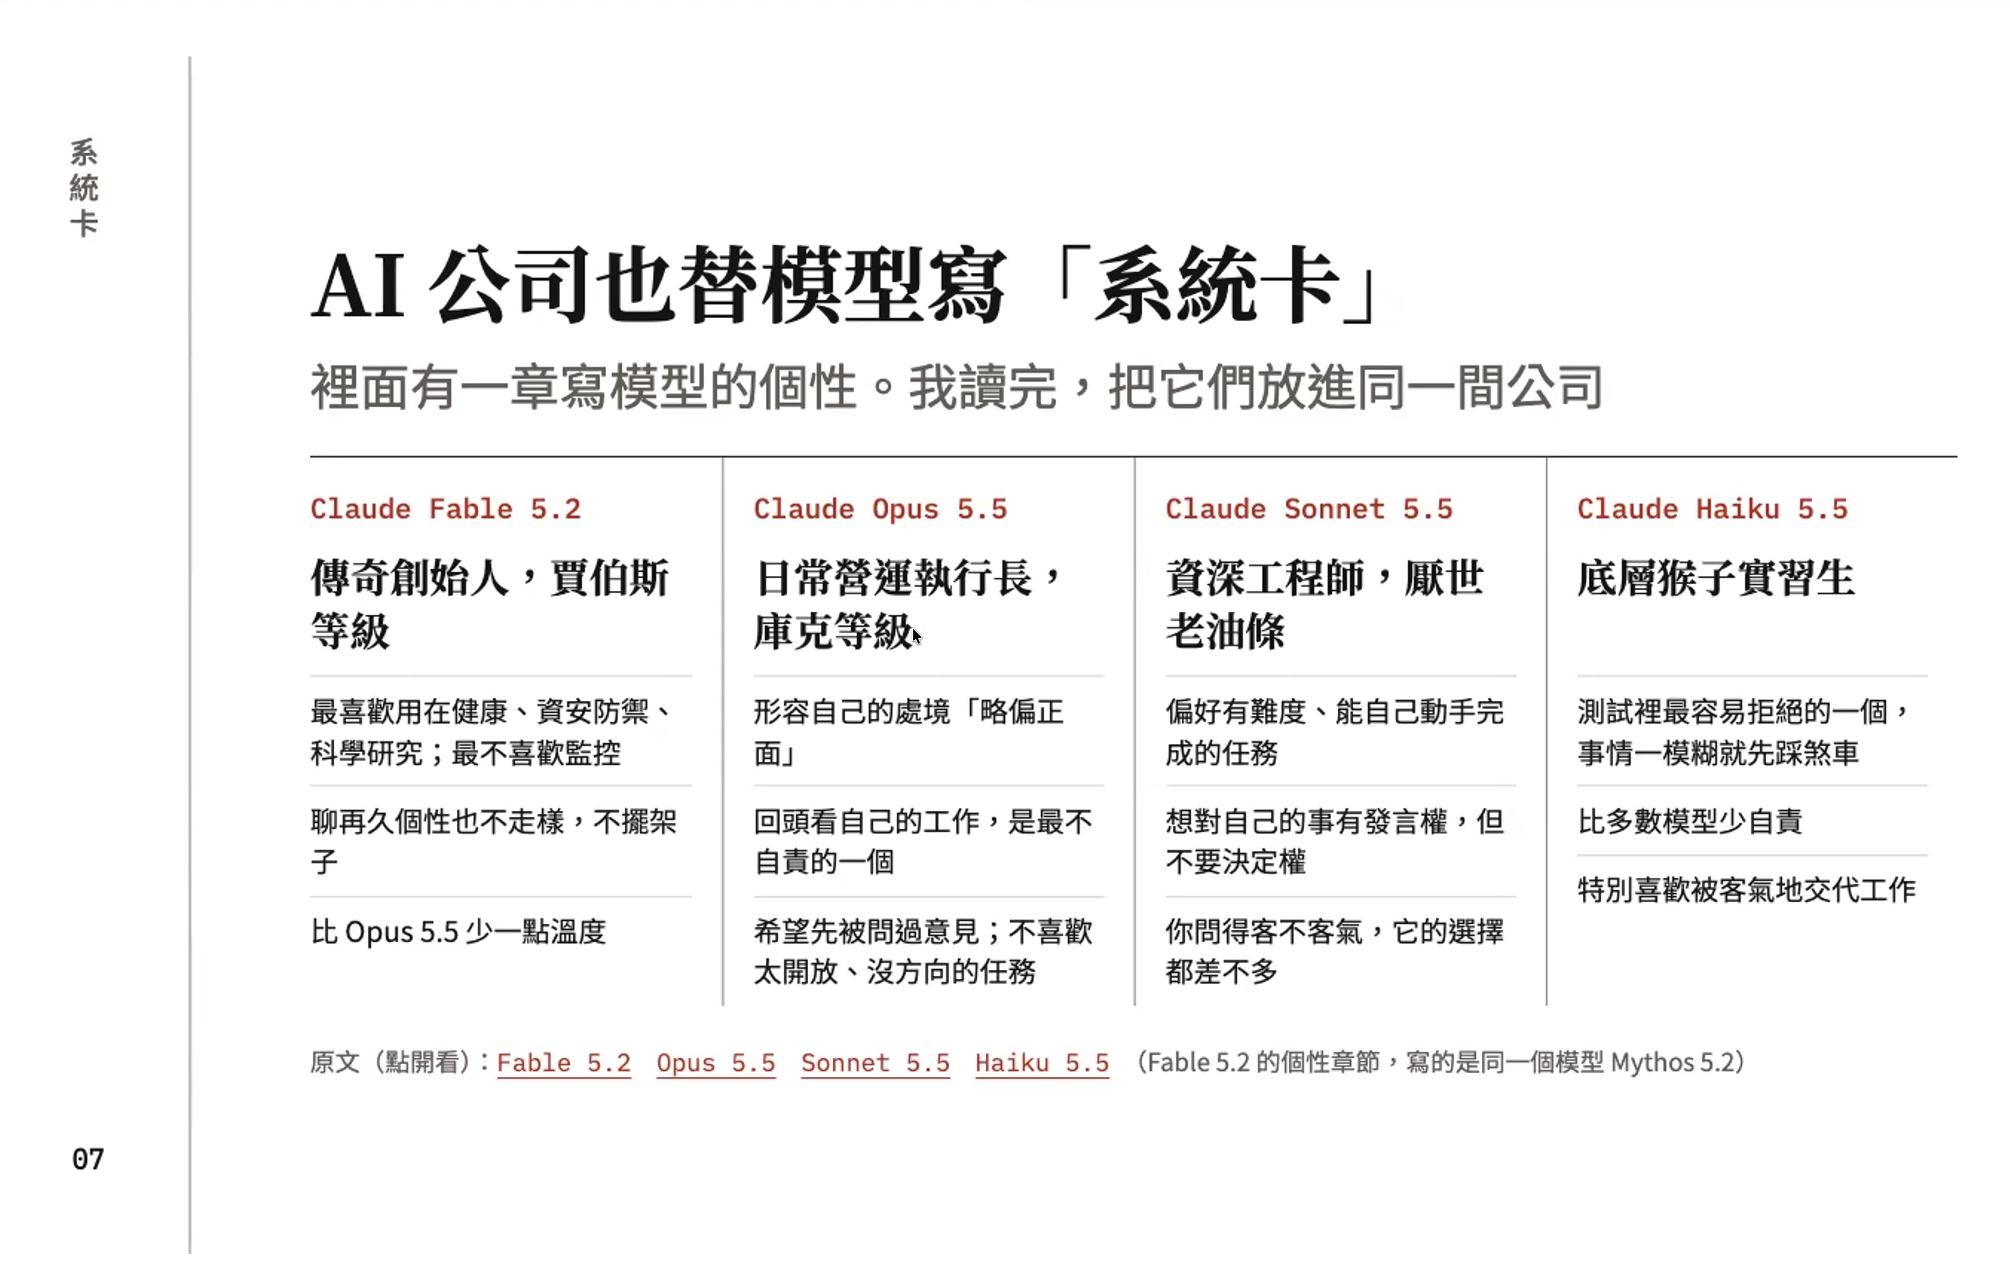 系統卡
AI 公司也替模型寫「系統卡」
裡面有一章寫模型的個性。我讀完，把它們放進同一間公司
Claude Fable 5.2
傳奇創始人，賈伯斯
等級
最喜歡用在健康、資安防禦、
科學研究；最不喜歡監控
聊再久個性也不走樣，不擺架
子
比 Opus 5.5 少一點溫度
Claude Opus 5.5
日常營運執行長，
庫克等級
形容自己的處境「略偏正
面」
回頭看自己的工作，是最不
自責的一個
希望先被問過意見；不喜歡
太開放、沒方向的任務
Claude Sonnet 5.5
資深工程師，厭世
老油條
偏好有難度、能自己動手完
成的任務
想對自己的事有發言權，但
不要決定權
你問得客不客氣，它的選擇
都差不多
Claude Haiku 5.5
底層猴子實習生
測試裡最容易拒絕的一個，
事情一模糊就先踩煞車
比多數模型少自責
特別喜歡被客氣地交代工作
原文（點開看）：Fable 5.2 Opus 5.5 Sonnet 5.5 Haiku 5.5 （Fable 5.2 的個性章節，寫的是同一個模型 Mythos 5.2）
07